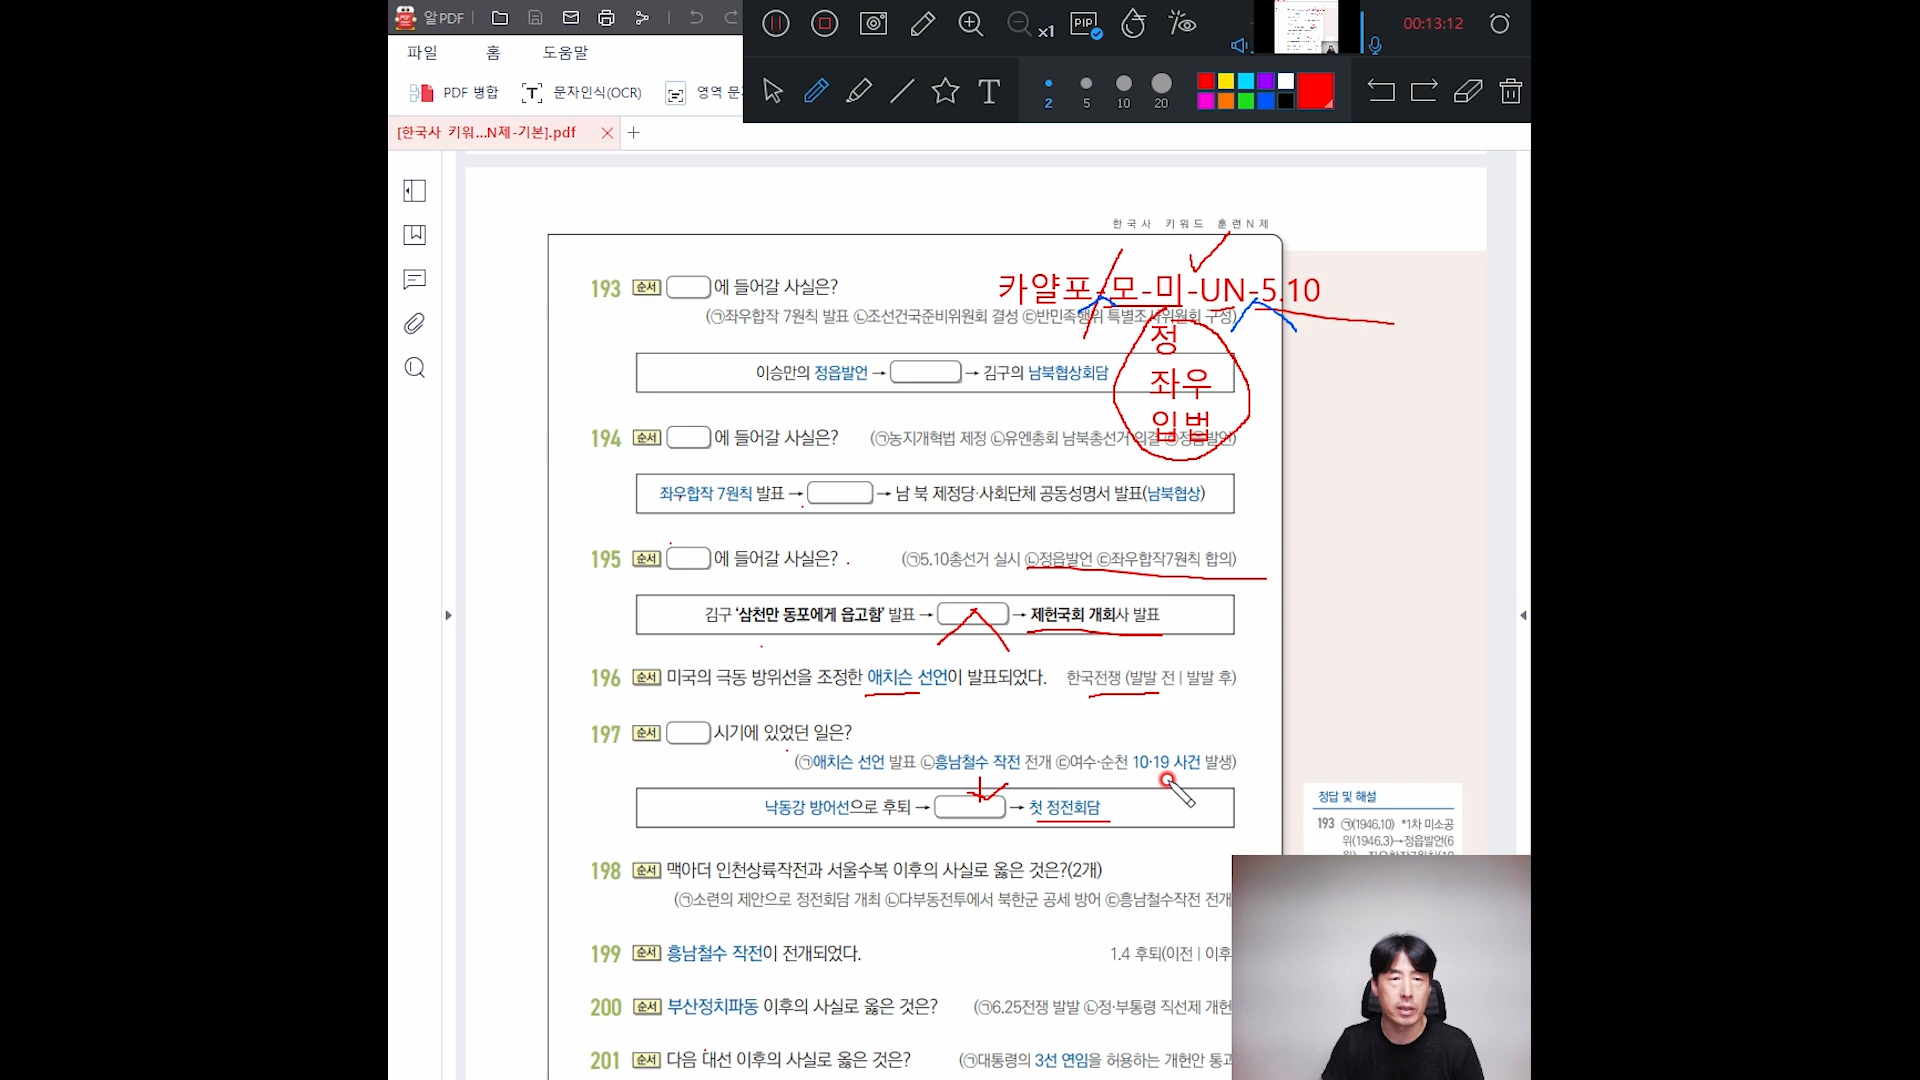 알PDF
x1
PIP
00:13:12
파일 홈 도움말
PDF 병합 문자인식(OCR) 영역 문
T
2 5 10 20
[한국사 키워...N제-기본].pdf
한국사 키워드 훈련N제
카얄포-모-미-UN-5.10
정
좌우
입법
193 순서 에 들어갈 사실은?
(㉠좌우합작 7원칙 발표 ㉡조선건국준비위원회 결성 ㉢반민족행위 특별조사위원회 구성)
이승만의 정읍발언 → → 김구의 남북협상회담
194 순서 에 들어갈 사실은? (㉠농지개혁법 제정 ㉡유엔총회 남북총선거 의결 ㉢정읍발언)
좌우합작 7원칙 발표 → → 남 북 제정당·사회단체 공동성명서 발표(남북협상)
195 순서 에 들어갈 사실은? (㉠5.10총선거 실시 ㉡정읍발언 ㉢좌우합작7원칙 합의)
김구 ‘삼천만 동포에게 읍고함’ 발표 → → 제헌국회 개회사 발표
196 순서 미국의 극동 방위선을 조정한 애치슨 선언이 발표되었다. 한국전쟁 (발발 전 | 발발 후)
197 순서 시기에 있었던 일은?
(㉠애치슨 선언 발표 ㉡흥남철수 작전 전개 ㉢여수·순천 10·19 사건 발생)
낙동강 방어선으로 후퇴 → → 첫 정전회담
198 순서 맥아더 인천상륙작전과 서울수복 이후의 사실로 옳은 것은?(2개)
(㉠소련의 제안으로 정전회담 개최 ㉡다부동전투에서 북한군 공세 방어 ㉢흥남철수작전 전개
199 순서 흥남철수 작전이 전개되었다. 1.4 후퇴(이전 | 이후
200 순서 부산정치파동 이후의 사실로 옳은 것은? (㉠6.25전쟁 발발 ㉡정·부통령 직선제 개헌
201 순서 다음 대선 이후의 사실로 옳은 것은? (㉠대통령의 3선 연임을 허용하는 개헌안 통과
정답 및 해설
193 ㉠(1946.10) *1차 미소공
위(1946.3)→정읍발언(6